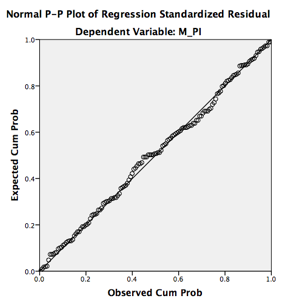 Normal P-P Plot of Regression Standardized Residual
Dependent Variable: M_PI
1.0
0.8
0.6
0.4
0.2
0.0
Expected Cum Prob
0.0 0.2 0.4 0.6 0.8 1.0
Observed Cum Prob